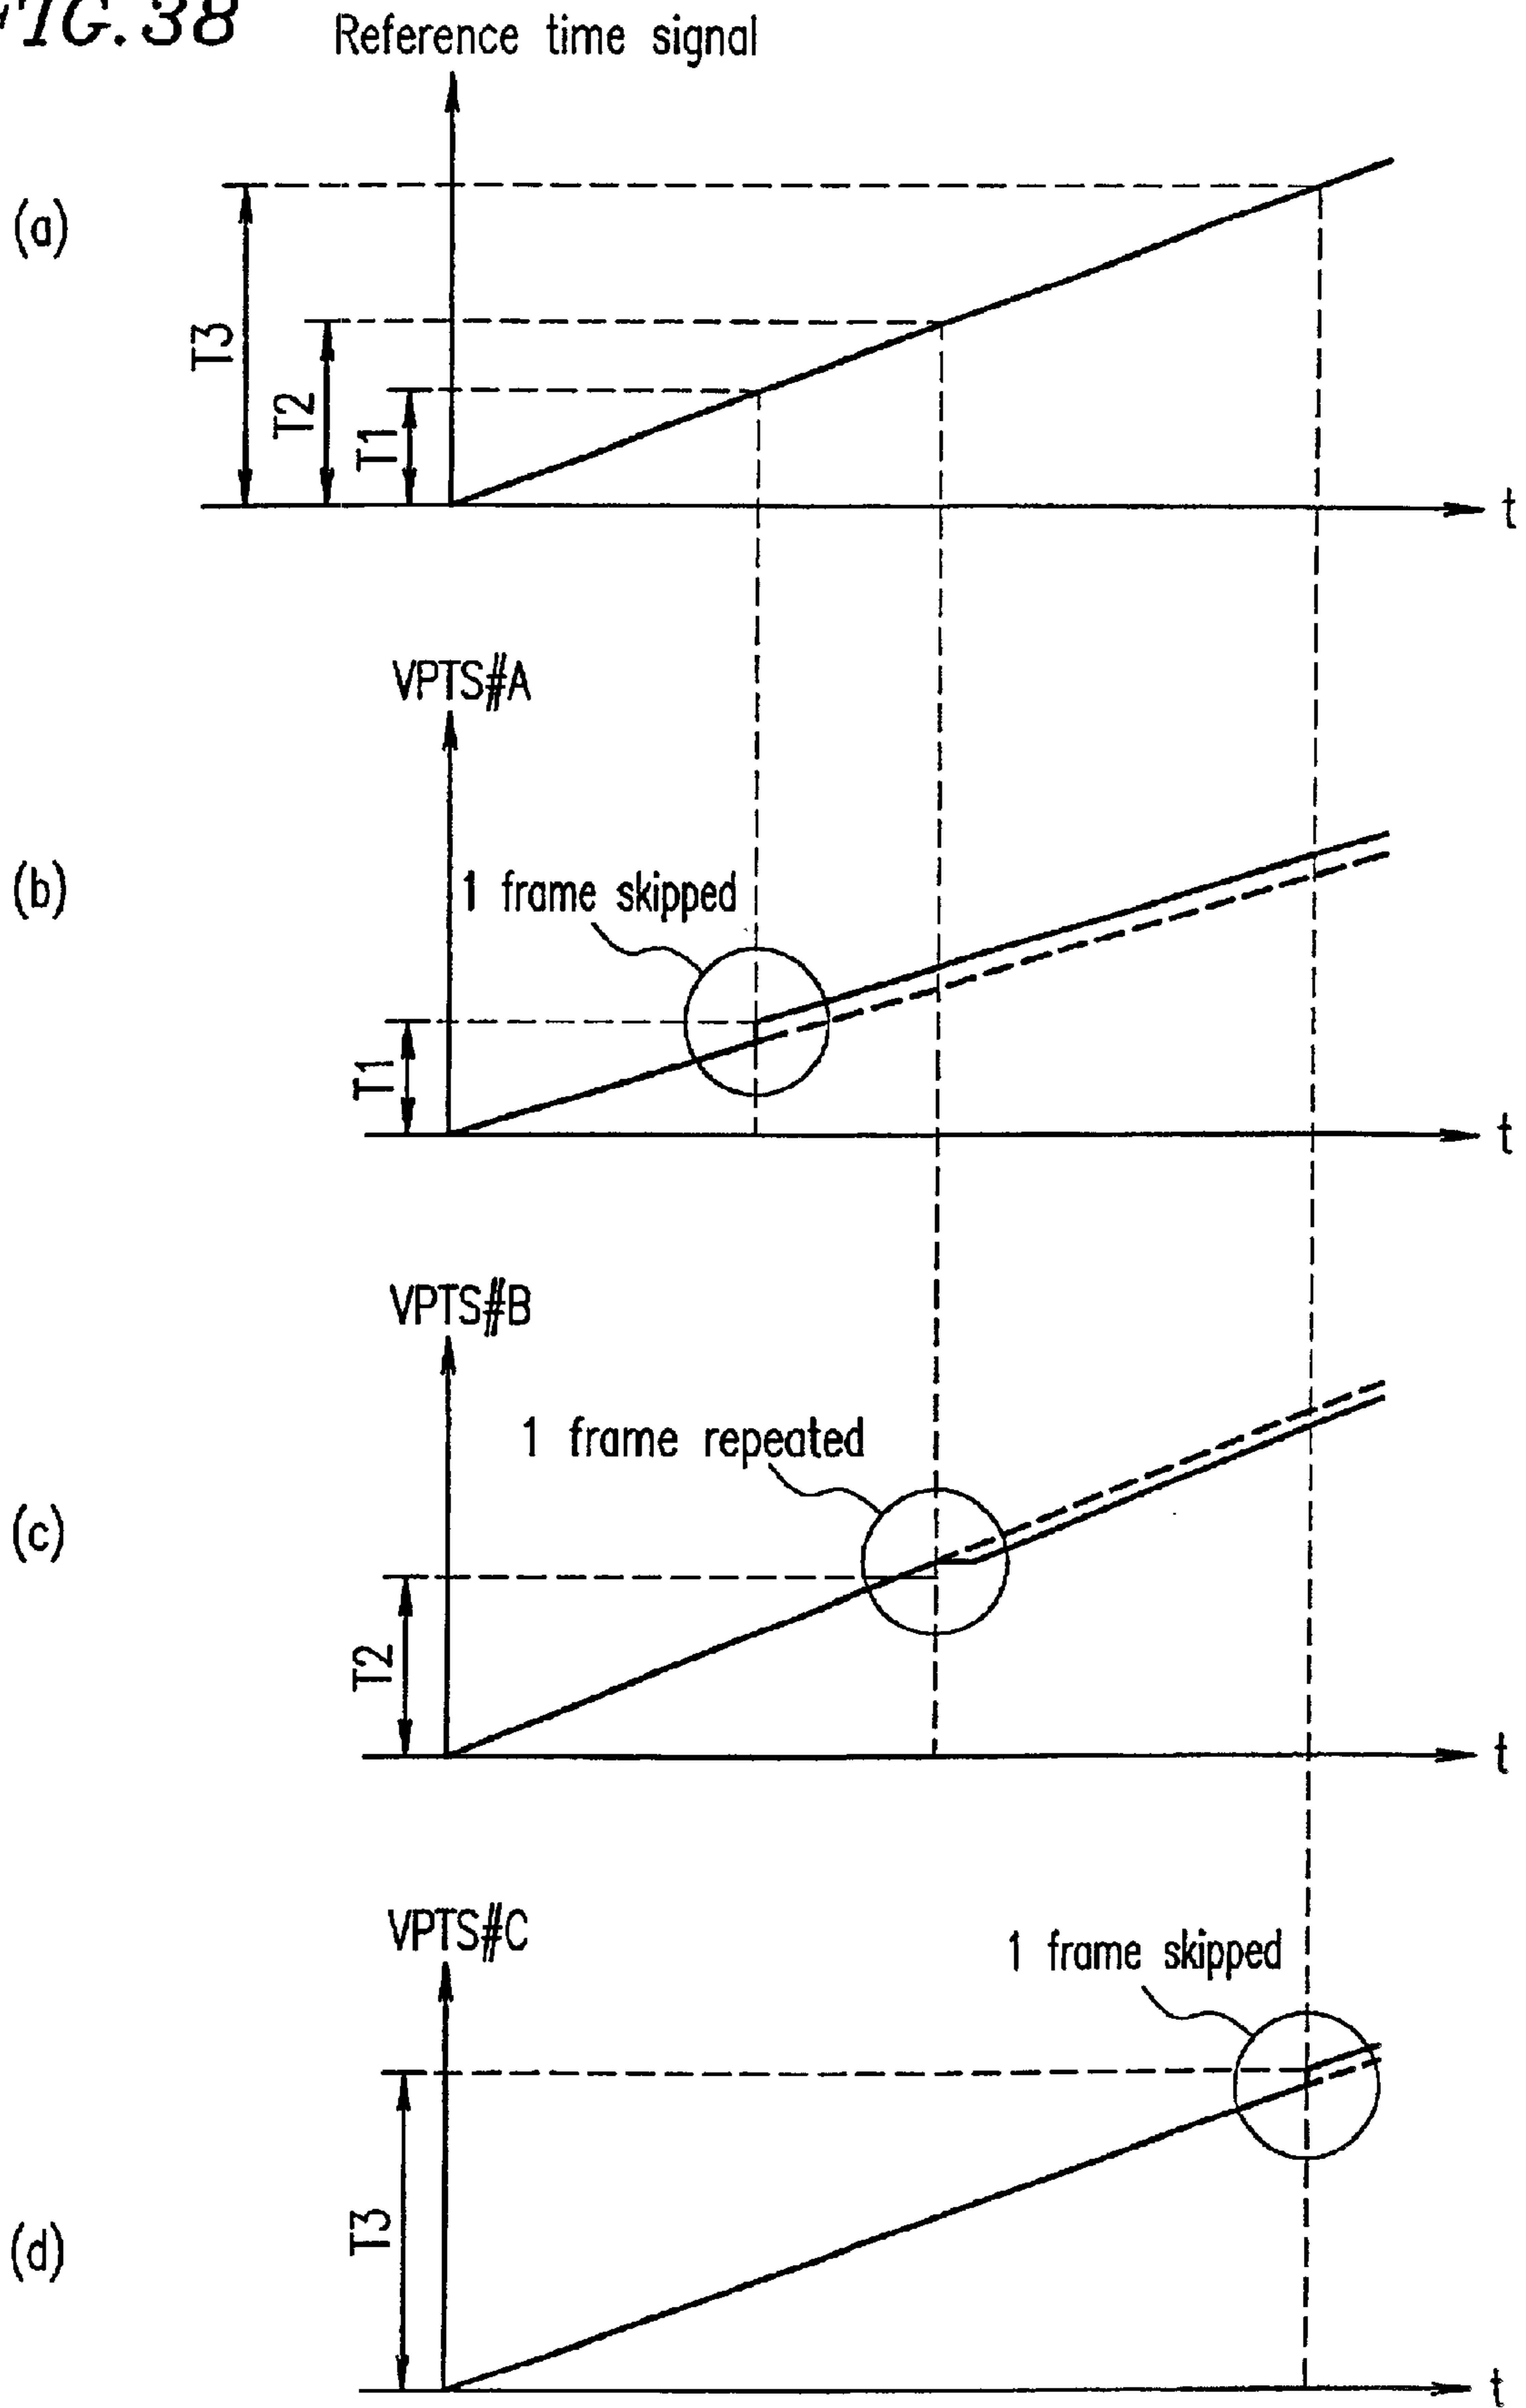 FIG. 38
Reference time signal
(a)
T3
T2
T1
t
VPTS#A
(b)
1 frame skipped
T1
t
VPTS#B
1 frame repeated
(c)
T2
t
VPTS#C
1 frame skipped
T3
(d)
t